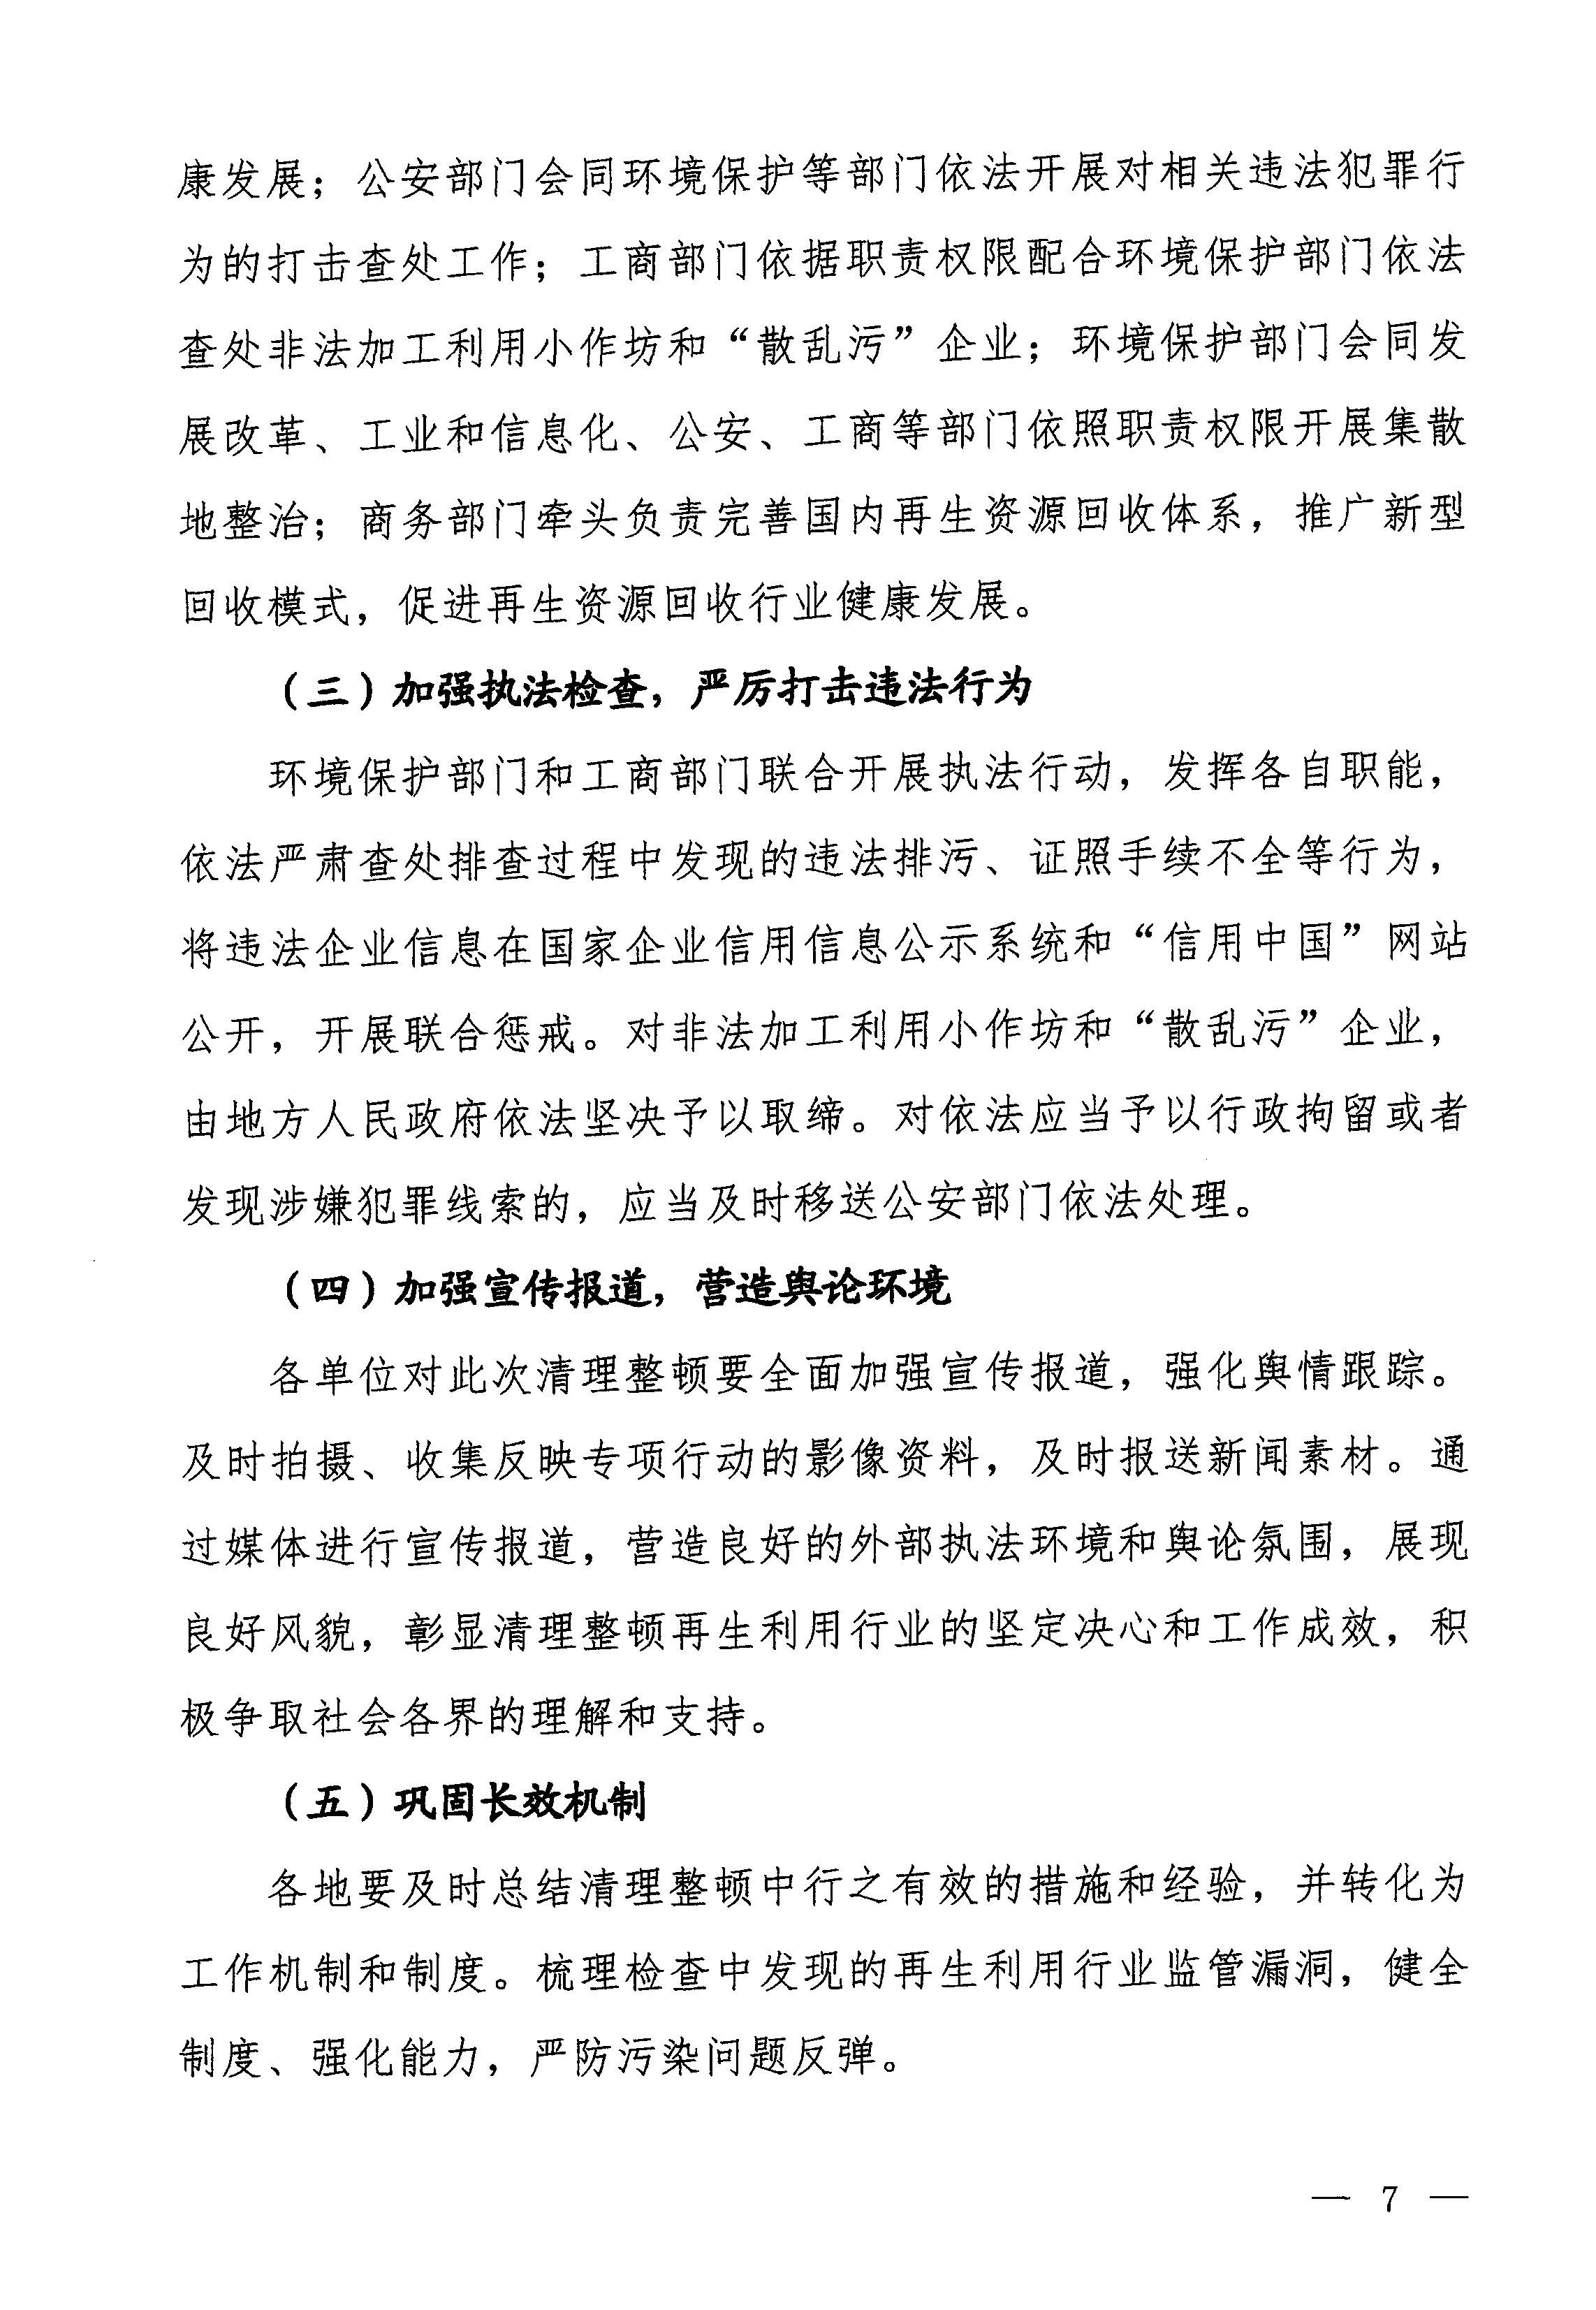 康发展；公安部门会同环境保护等部门依法开展对相关违法犯罪行
为的打击查处工作；工商部门依据职责权限配合环境保护部门依法
查处非法加工利用小作坊和“散乱污”企业；环境保护部门会同发
展改革、工业和信息化、公安、工商等部门依照职责权限开展集散
地整治；商务部门牵头负责完善国内再生资源回收体系，推广新型
回收模式，促进再生资源回收行业健康发展。
（三）加强执法检查，严厉打击违法行为
环境保护部门和工商部门联合开展执法行动，发挥各自职能，
依法严肃查处排查过程中发现的违法排污、证照手续不全等行为，
将违法企业信息在国家企业信用信息公示系统和“信用中国”网站
公开，开展联合惩戒。对非法加工利用小作坊和“散乱污”企业，
由地方人民政府依法坚决予以取缔。对依法应当予以行政拘留或者
发现涉嫌犯罪线索的，应当及时移送公安部门依法处理。
（四）加强宣传报道，营造舆论环境
各单位对此次清理整顿要全面加强宣传报道，强化舆情跟踪。
及时拍摄、收集反映专项行动的影像资料，及时报送新闻素材。通
过媒体进行宣传报道，营造良好的外部执法环境和舆论氛围，展现
良好风貌，彰显清理整顿再生利用行业的坚定决心和工作成效，积
极争取社会各界的理解和支持。
（五）巩固长效机制
各地要及时总结清理整顿中行之有效的措施和经验，并转化为
工作机制和制度。梳理检查中发现的再生利用行业监管漏洞，健全
制度、强化能力，严防污染问题反弹。
— 7 —